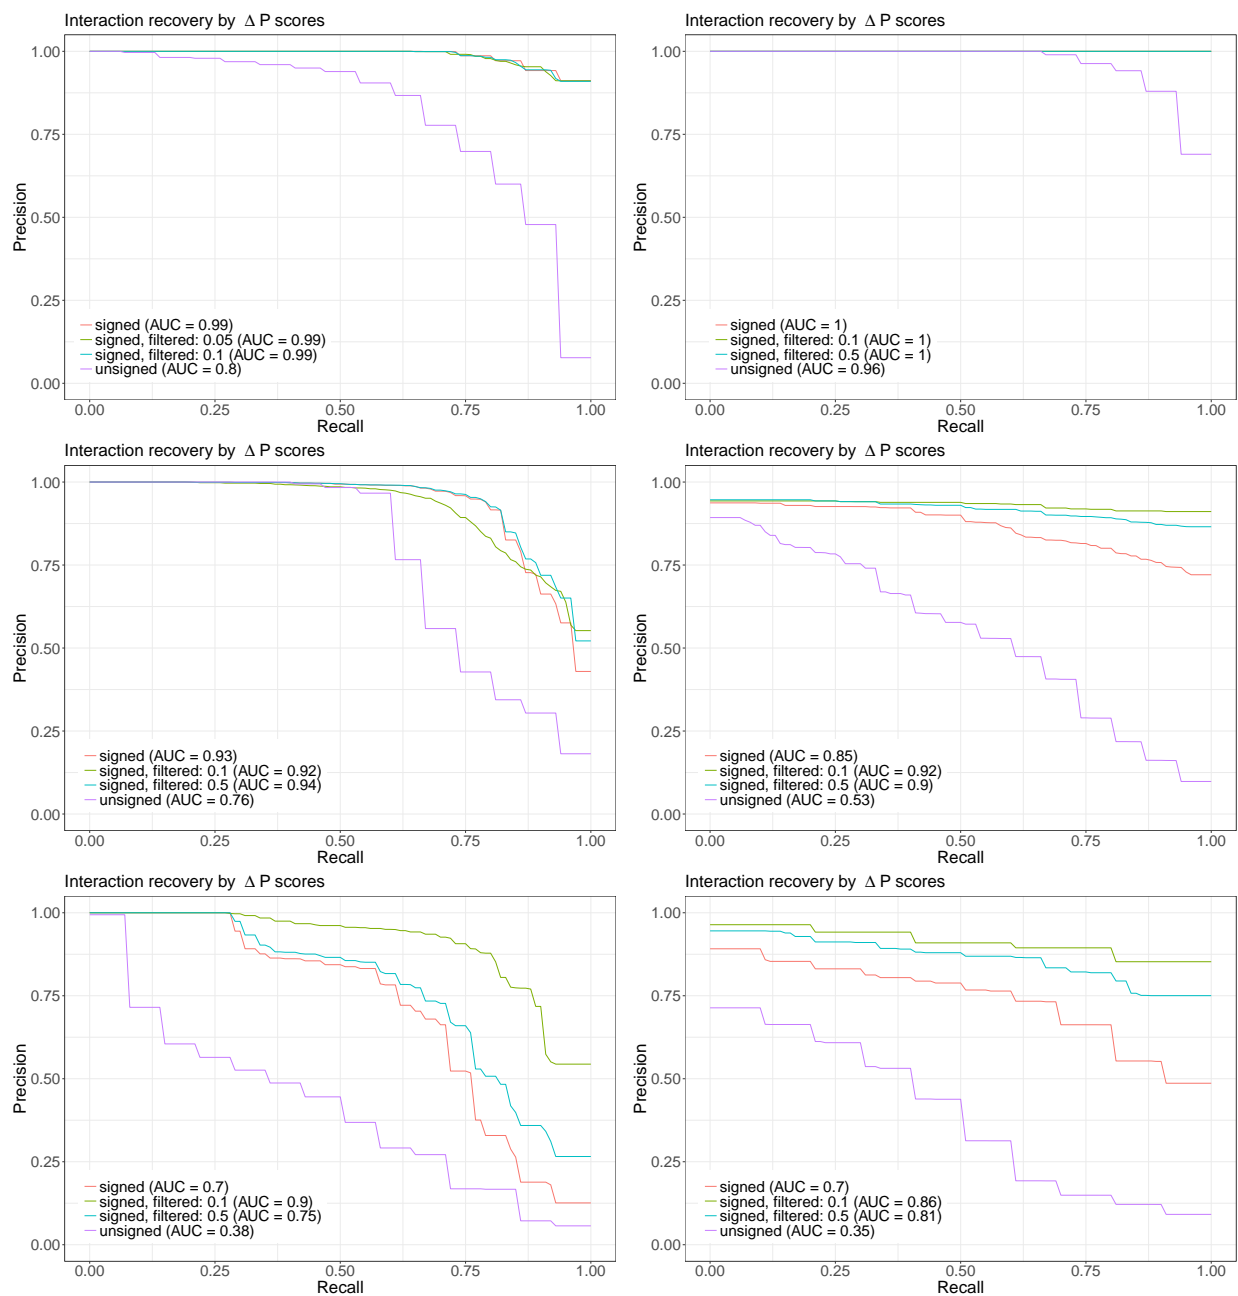 Interaction recovery by Δ P scores
1.00
0.75
0.50
0.25
0.00
Precision
signed (AUC = 0.99)
signed, filtered: 0.05 (AUC = 0.99)
signed, filtered: 0.1 (AUC = 0.99)
unsigned (AUC = 0.8)
0.00 0.25 0.50 0.75 1.00
Recall
Interaction recovery by Δ P scores
1.00
0.75
0.50
0.25
0.00
Precision
signed (AUC = 1)
signed, filtered: 0.1 (AUC = 1)
signed, filtered: 0.5 (AUC = 1)
unsigned (AUC = 0.96)
0.00 0.25 0.50 0.75 1.00
Recall
Interaction recovery by Δ P scores
1.00
0.75
0.50
0.25
0.00
Precision
signed (AUC = 0.93)
signed, filtered: 0.1 (AUC = 0.92)
signed, filtered: 0.5 (AUC = 0.94)
unsigned (AUC = 0.76)
0.00 0.25 0.50 0.75 1.00
Recall
Interaction recovery by Δ P scores
1.00
0.75
0.50
0.25
0.00
Precision
signed (AUC = 0.85)
signed, filtered: 0.1 (AUC = 0.92)
signed, filtered: 0.5 (AUC = 0.9)
unsigned (AUC = 0.53)
0.00 0.25 0.50 0.75 1.00
Recall
Interaction recovery by Δ P scores
1.00
0.75
0.50
0.25
0.00
Precision
signed (AUC = 0.7)
signed, filtered: 0.1 (AUC = 0.9)
signed, filtered: 0.5 (AUC = 0.75)
unsigned (AUC = 0.38)
0.00 0.25 0.50 0.75 1.00
Recall
Interaction recovery by Δ P scores
1.00
0.75
0.50
0.25
0.00
Precision
signed (AUC = 0.7)
signed, filtered: 0.1 (AUC = 0.86)
signed, filtered: 0.5 (AUC = 0.81)
unsigned (AUC = 0.35)
0.00 0.25 0.50 0.75 1.00
Recall